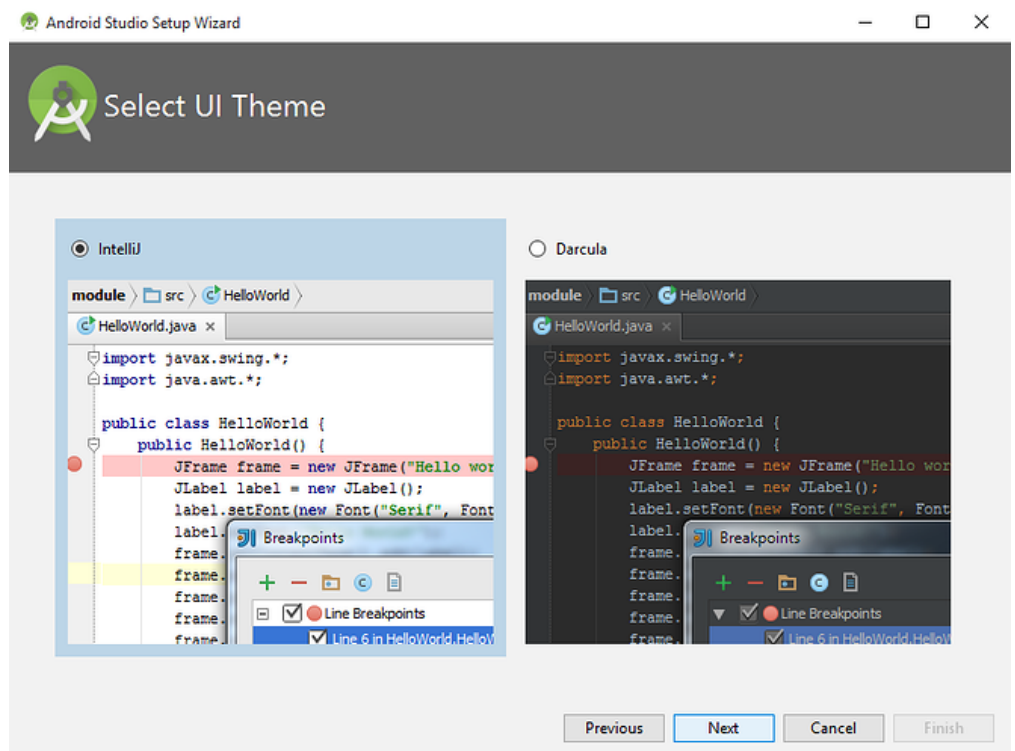 Android Studio Setup Wizard
Select UI Theme
IntelliJ
module src HelloWorld
HelloWorld.java ×
import javax.swing.*;
import java.awt.*;
public class HelloWorld {
public HelloWorld() {
JFrame frame = new JFrame("Hello wor
JLabel label = new JLabel();
label.setFont(new Font("Serif", Font
label.
frame.
frame.
frame.
frame.
frame.
Breakpoints
Line Breakpoints
Line 6 in HelloWorld.HelloW
Darcula
module src HelloWorld
HelloWorld.java ×
import javax.swing.*;
import java.awt.*;
public class HelloWorld {
public HelloWorld() {
JFrame frame = new JFrame("Hello wor
JLabel label = new JLabel();
label.setFont(new Font("Serif", Font
label.
frame.
frame.
frame.
frame.
frame.
Breakpoints
Line Breakpoints
Line 6 in HelloWorld.HelloW
Previous Next Cancel Finish